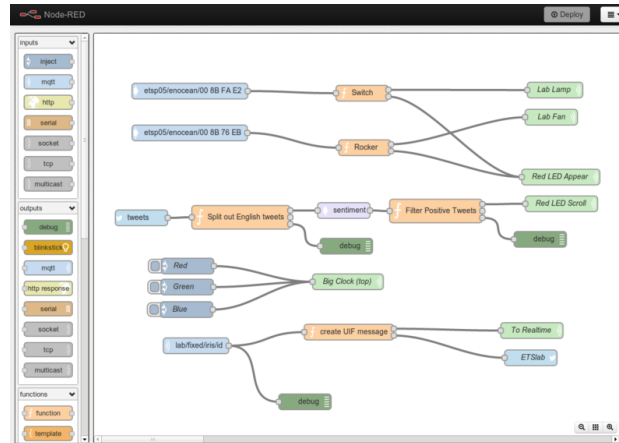 Node-RED
Deploy
inputs
inject
mqtt
http
serial
socket
tcp
multicast
outputs
debug
blinkstick
mqtt
http response
serial
socket
tcp
multicast
functions
function
template
etsp05/enocean/00 8B FA E2
Switch
Lab Lamp
Lab Fan
etsp05/enocean/00 8B 76 EB
Rocker
Red LED Appear
tweets
Split out English tweets
sentiment
Filter Positive Tweets
Red LED Scroll
debug
debug
Red
Green
Blue
Big Clock (top)
lab/fixed/iris/id
create UIF message
To Realtime
ETSlab
debug